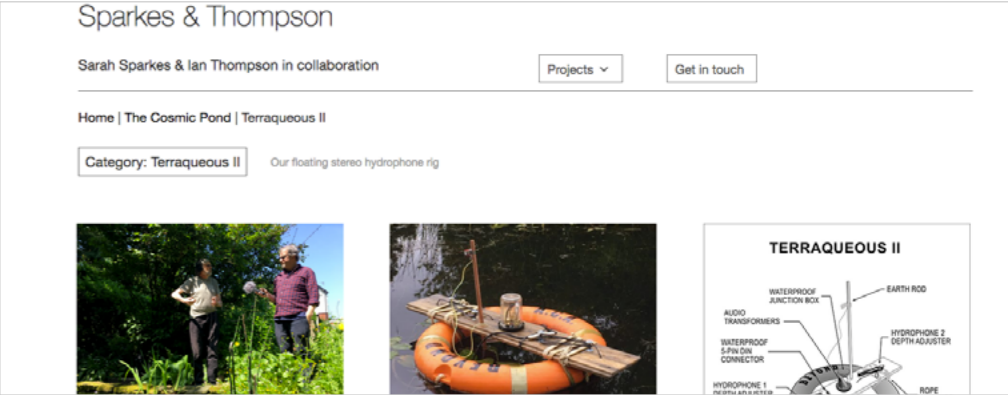 Sparkes & Thompson
Sarah Sparkes & Ian Thompson in collaboration
Projects
Get in touch
Home | The Cosmic Pond | Terraqueous II
Category: Terraqueous II
Our floating stereo hydrophone rig
TERRAQUEOUS II
WATERPROOF
JUNCTION BOX
EARTH ROD
AUDIO
TRANSFORMERS
HYDROPHONE 2
DEPTH ADJUSTER
WATERPROOF
5-PIN DIN
CONNECTOR
HYDROPHONE 1
DEPTH ADJUSTER
ROPE